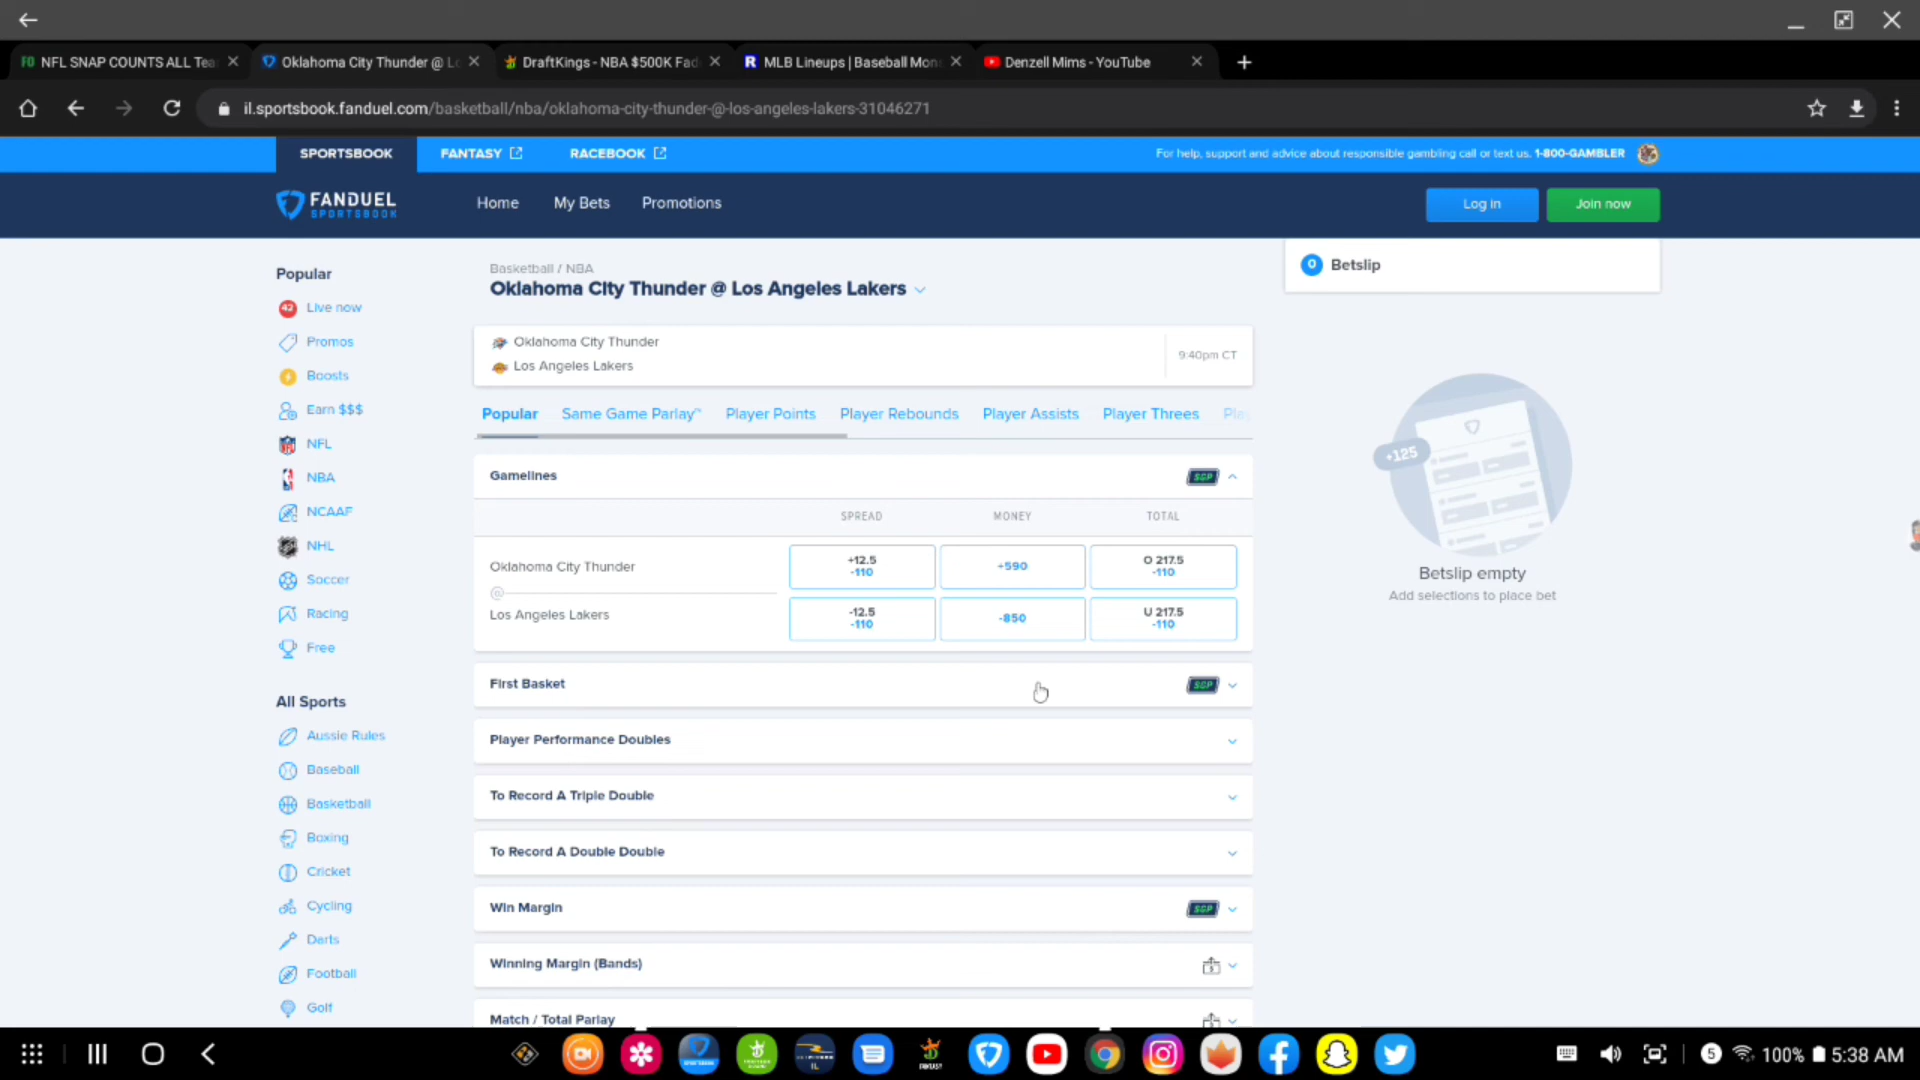 NFL SNAP COUNTS ALL Tea
Oklahoma City Thunder @ Lo
DraftKings - NBA $500K Fad
MLB Lineups | Baseball Mon
Denzell Mims - YouTube
il.sportsbook.fanduel.com/basketball/nba/oklahoma-city-thunder-@-los-angeles-lakers-31046271
SPORTSBOOK
FANTASY
RACEBOOK
For help, support and advice about responsible gambling call or text us. 1-800-GAMBLER
FANDUEL
SPORTSBOOK
Home
My Bets
Promotions
Log in
Join now
Popular
42 Live now
Promos
Boosts
Earn $$$
NFL
NBA
NCAAF
NHL
Soccer
Racing
Free
All Sports
Aussie Rules
Baseball
Basketball
Boxing
Cricket
Cycling
Darts
Football
Golf
Basketball / NBA
Oklahoma City Thunder @ Los Angeles Lakers
Oklahoma City Thunder
Los Angeles Lakers
9:40pm CT
Popular
Same Game Parlay™
Player Points
Player Rebounds
Player Assists
Player Threes
Play
Gamelines
SGP
SPREAD
MONEY
TOTAL
Oklahoma City Thunder
+12.5
-110
+590
O 217.5
-110
@
Los Angeles Lakers
-12.5
-110
-850
U 217.5
-110
First Basket
SGP
Player Performance Doubles
To Record A Triple Double
To Record A Double Double
Win Margin
SGP
Winning Margin (Bands)
Match / Total Parlay
0 Betslip
+125
Betslip empty
Add selections to place bet
5
100%
5:38 AM